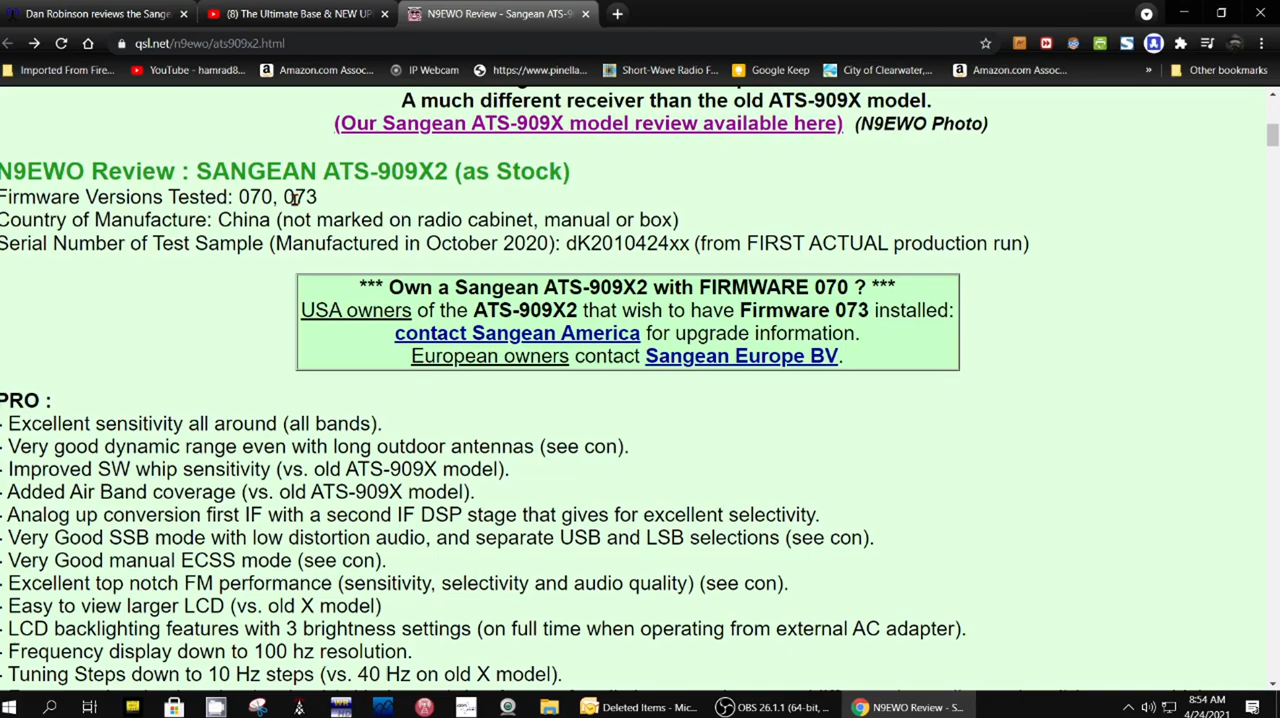 Dan Robinson reviews the Sange
(8) The Ultimate Base & NEW UP
N9EWO Review - Sangean ATS-9
qsl.net/n9ewo/ats909x2.html
Imported From Fire...
YouTube - hamrad8...
Amazon.com Assoc...
IP Webcam
https://www.pinella...
Short-Wave Radio F...
Google Keep
City of Clearwater,...
Amazon.com Assoc...
»
Other bookmarks
A much different receiver than the old ATS-909X model.
(Our Sangean ATS-909X model review available here) (N9EWO Photo)
N9EWO Review : SANGEAN ATS-909X2 (as Stock)
Firmware Versions Tested: 070, 073
Country of Manufacture: China (not marked on radio cabinet, manual or box)
Serial Number of Test Sample (Manufactured in October 2020): dK2010424xx (from FIRST ACTUAL production run)
*** Own a Sangean ATS-909X2 with FIRMWARE 070 ? ***
USA owners of the ATS-909X2 that wish to have Firmware 073 installed:
contact Sangean America for upgrade information.
European owners contact Sangean Europe BV.
PRO :
- Excellent sensitivity all around (all bands).
- Very good dynamic range even with long outdoor antennas (see con).
- Improved SW whip sensitivity (vs. old ATS-909X model).
- Added Air Band coverage (vs. old ATS-909X model).
- Analog up conversion first IF with a second IF DSP stage that gives for excellent selectivity.
- Very Good SSB mode with low distortion audio, and separate USB and LSB selections (see con).
- Very Good manual ECSS mode (see con).
- Excellent top notch FM performance (sensitivity, selectivity and audio quality) (see con).
- Easy to view larger LCD (vs. old X model)
- LCD backlighting features with 3 brightness settings (on full time when operating from external AC adapter).
- Frequency display down to 100 hz resolution.
- Tuning Steps down to 10 Hz steps (vs. 40 Hz on old X model).
Deleted Items - Mic...
OBS 26.1.1 (64-bit, ...
N9EWO Review - S...
8:54 AM
4/24/2021